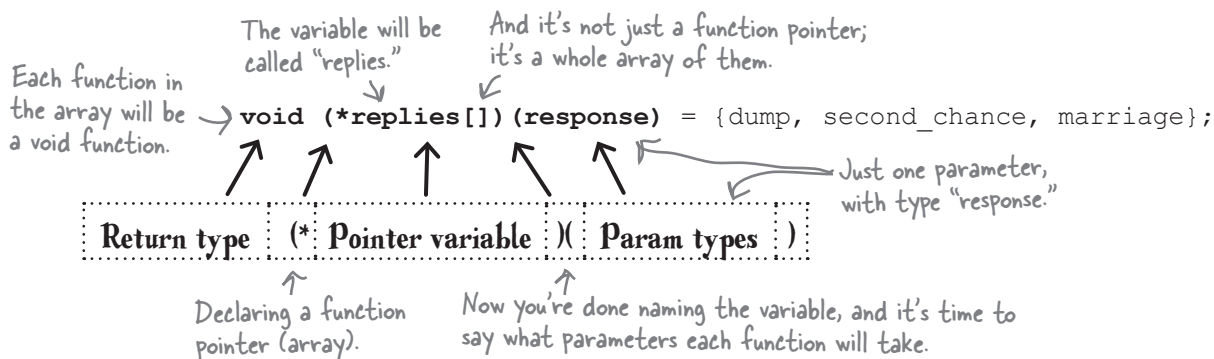 The variable will be
called “replies.”
And it's not just a function pointer;
it's a whole array of them.
Each function in
the array will be
a void function.
void (*replies[])(response) = {dump, second_chance, marriage};
Just one parameter,
with type “response.”
Return type (* Pointer variable )( Param types )
Declaring a function
pointer (array).
Now you're done naming the variable, and it's time to
say what parameters each function will take.